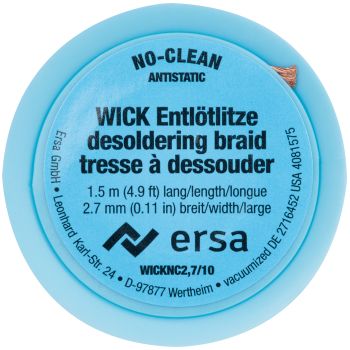 NO-CLEAN
ANTISTATIC
WICK Entlötlitze
desoldering braid
tresse à dessouder
1.5 m (4.9 ft) lang/length/longue
2.7 mm (0.11 in) breit/width/large
ersa
WICKNC2,7/10
Ersa GmbH • Leonhard Karl-Str. 24 • D-97877 Wertheim • vacuumized DE 2716452 USA 4081575